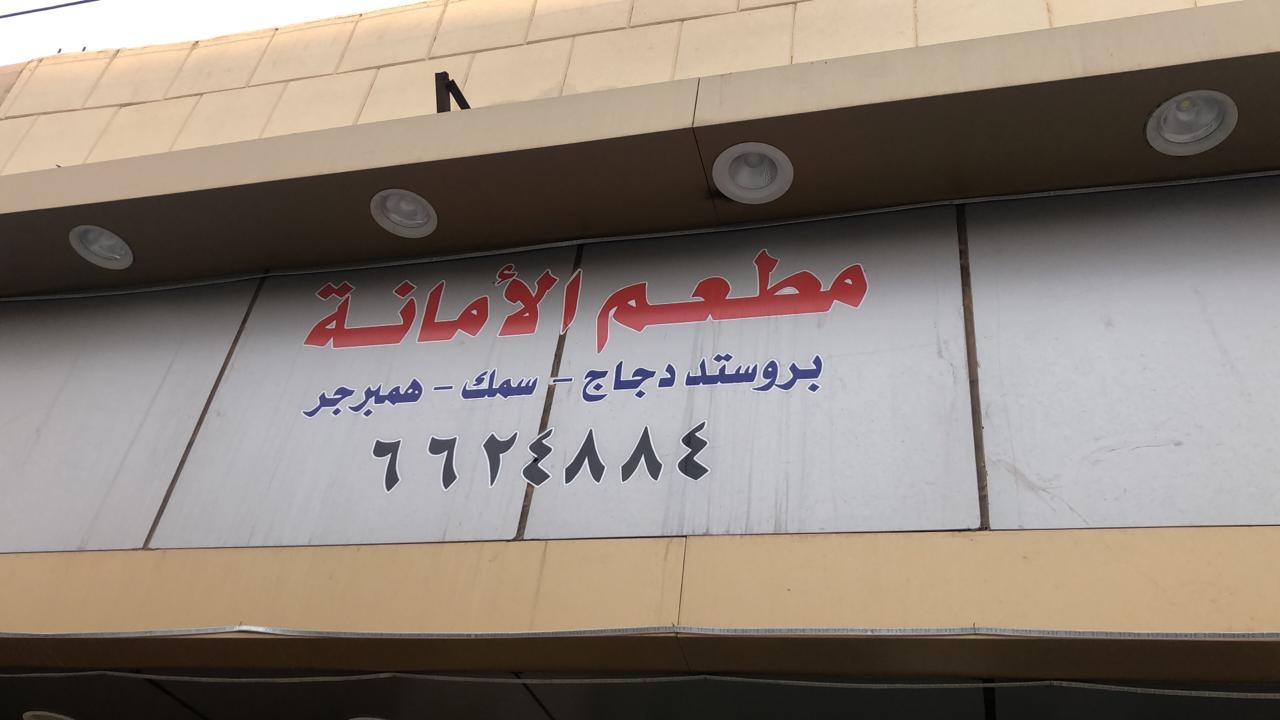 مطعم الأمانة
بروستد دجاج - سمك - همبرجر
٦٦٢٤٨٨٤